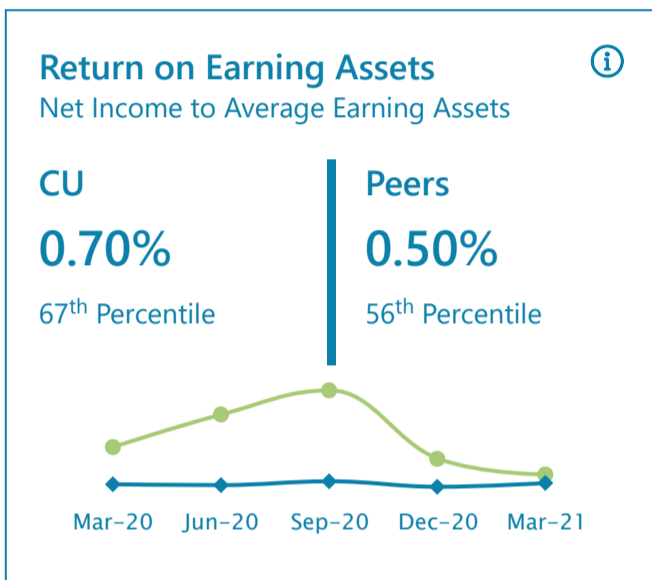 Return on Earning Assets
Net Income to Average Earning Assets
CU
0.70%
67th Percentile
Peers
0.50%
56th Percentile
Mar-20 Jun-20 Sep-20 Dec-20 Mar-21